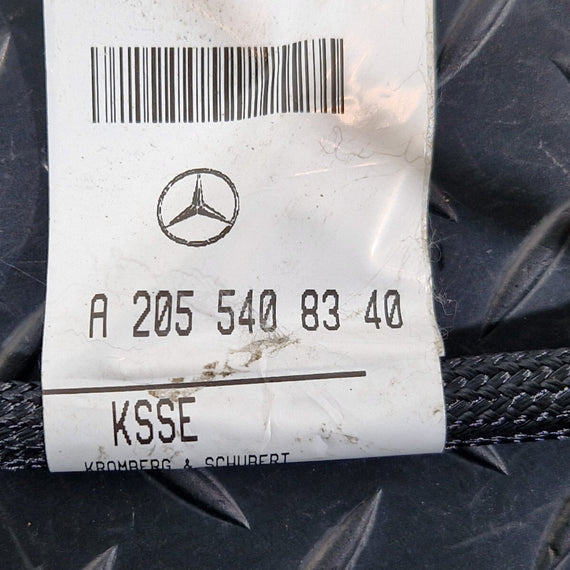 A 205 540 83 40
KSSE
KROMBERG & SCHUBERT